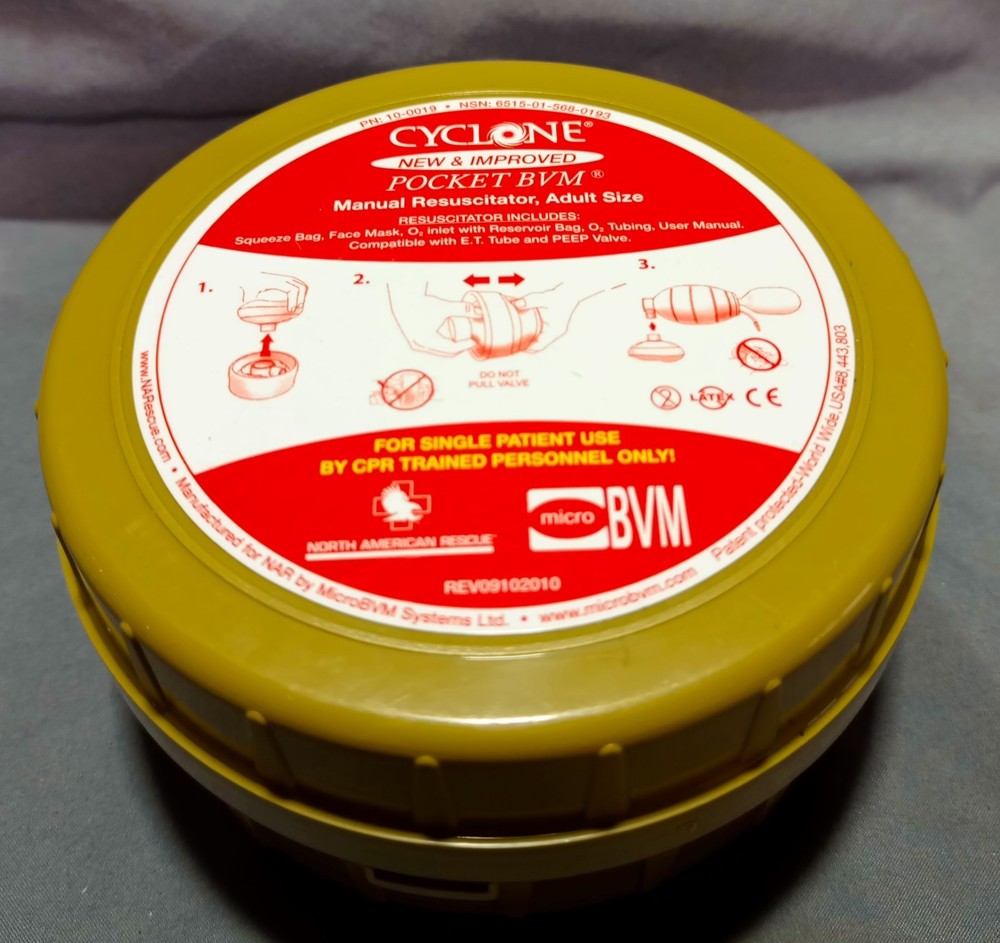 PN: 10-0019 • NSN: 6515-01-568-0193
CYCLONE®
NEW & IMPROVED
POCKET BVM®
Manual Resuscitator, Adult Size
RESUSCITATOR INCLUDES:
Squeeze Bag, Face Mask, O₂ inlet with Reservoir Bag, O₂ Tubing, User Manual.
Compatible with E.T. Tube and PEEP Valve.
1.
2.
3.
DO NOT
PULL VALVE
2
LATEX
CE
FOR SINGLE PATIENT USE
BY CPR TRAINED PERSONNEL ONLY!
NORTH AMERICAN RESCUE
micro BVM
REV09102010
www.NARescue.com • Manufactured for NAR by MicroBVM Systems Ltd. • www.microbvm.com
Patent protected-World Wide,USA#8,443,803